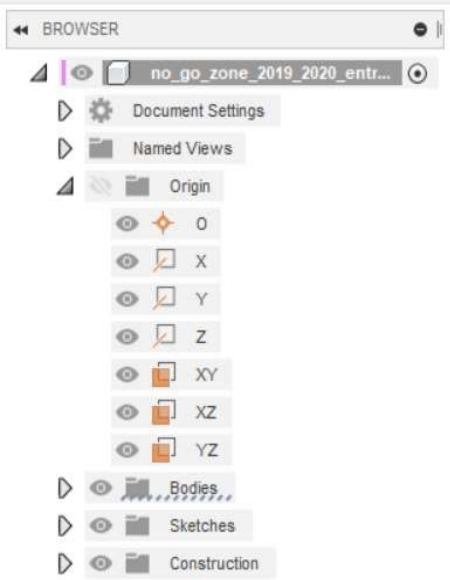 BROWSER
no_go_zone_2019_2020_entr...
Document Settings
Named Views
Origin
O
X
Y
Z
XY
XZ
YZ
Bodies
Sketches
Construction